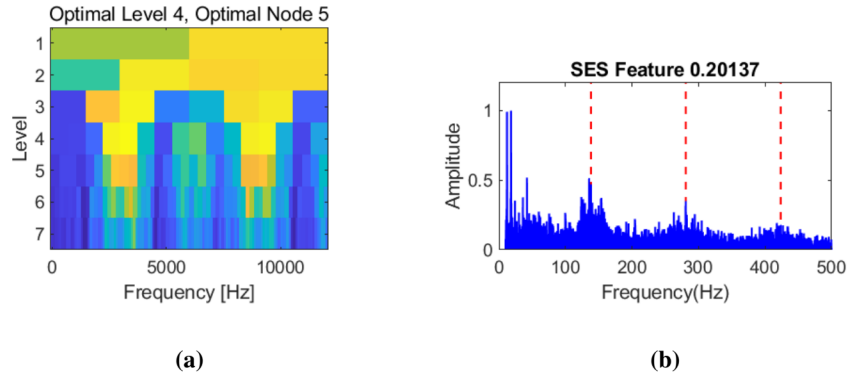 Optimal Level 4, Optimal Node 5
1
2
3
4
5
6
7
Level
0
5000
10000
Frequency [Hz]
(a)
SES Feature 0.20137
1
0.5
0
Amplitude
0
100
200
300
400
500
Frequency(Hz)
(b)